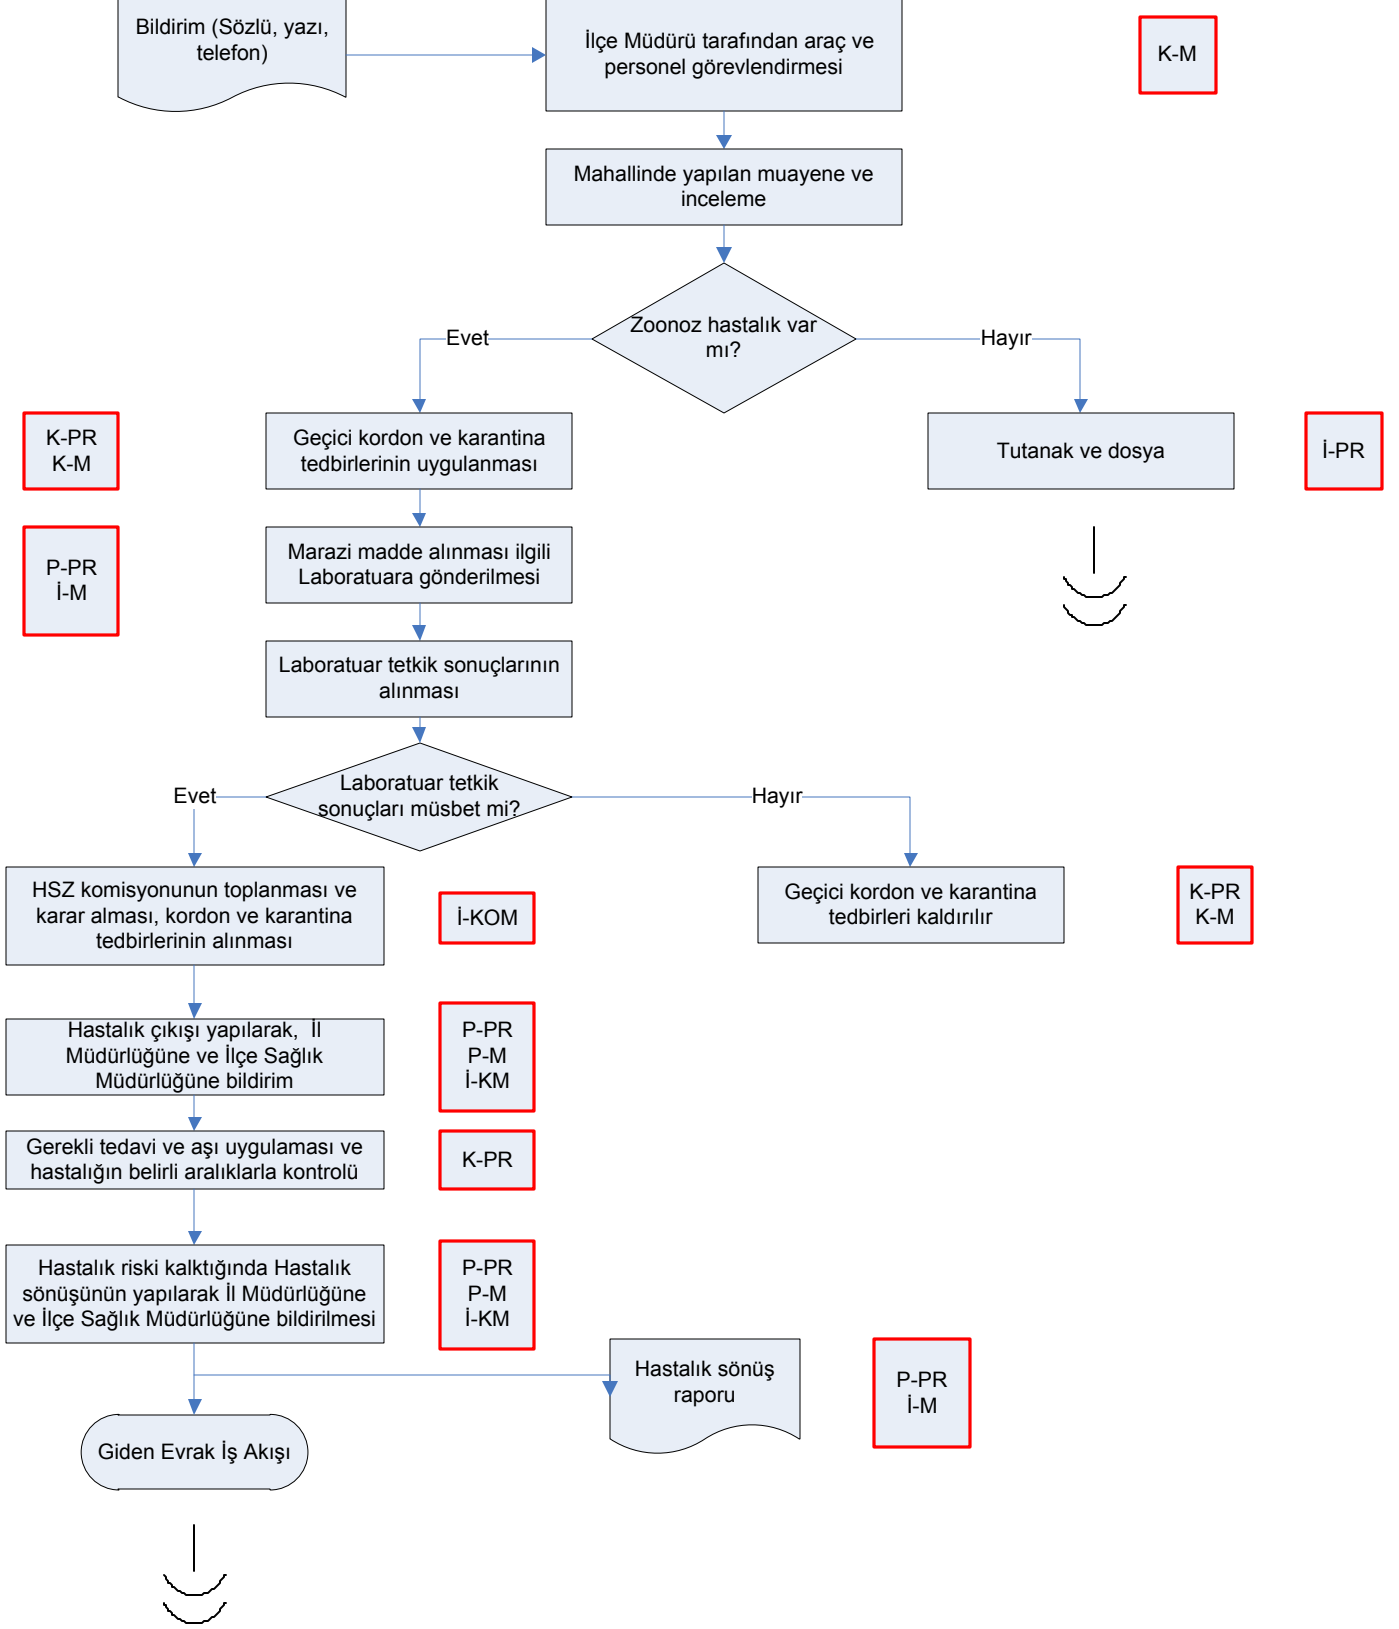 Bildirim (Sözlü, yazı,
telefon)
İlçe Müdürü tarafından araç ve
personel görevlendirmesi
K-M
Mahallinde yapılan muayene ve
inceleme
Zoonoz hastalık var
mı?
Evet
Hayır
K-PR
K-M
Geçici kordon ve karantina
tedbirlerinin uygulanması
Tutanak ve dosya
İ-PR
P-PR
İ-M
Marazi madde alınması ilgili
Laboratuara gönderilmesi
Laboratuar tetkik sonuçlarının
alınması
Laboratuar tetkik
sonuçları müsbet mi?
Evet
Hayır
HSZ komisyonunun toplanması ve
karar alması, kordon ve karantina
tedbirlerinin alınması
İ-KOM
Geçici kordon ve karantina
tedbirleri kaldırılır
K-PR
K-M
Hastalık çıkışı yapılarak,  İl
Müdürlüğüne ve İlçe Sağlık
Müdürlüğüne bildirim
P-PR
P-M
İ-KM
Gerekli tedavi ve aşı uygulaması ve
hastalığın belirli aralıklarla kontrolü
K-PR
Hastalık riski kalktığında Hastalık
sönüşünün yapılarak İl Müdürlüğüne
ve İlçe Sağlık Müdürlüğüne bildirilmesi
P-PR
P-M
İ-KM
Hastalık sönüş
raporu
P-PR
İ-M
Giden Evrak İş Akışı